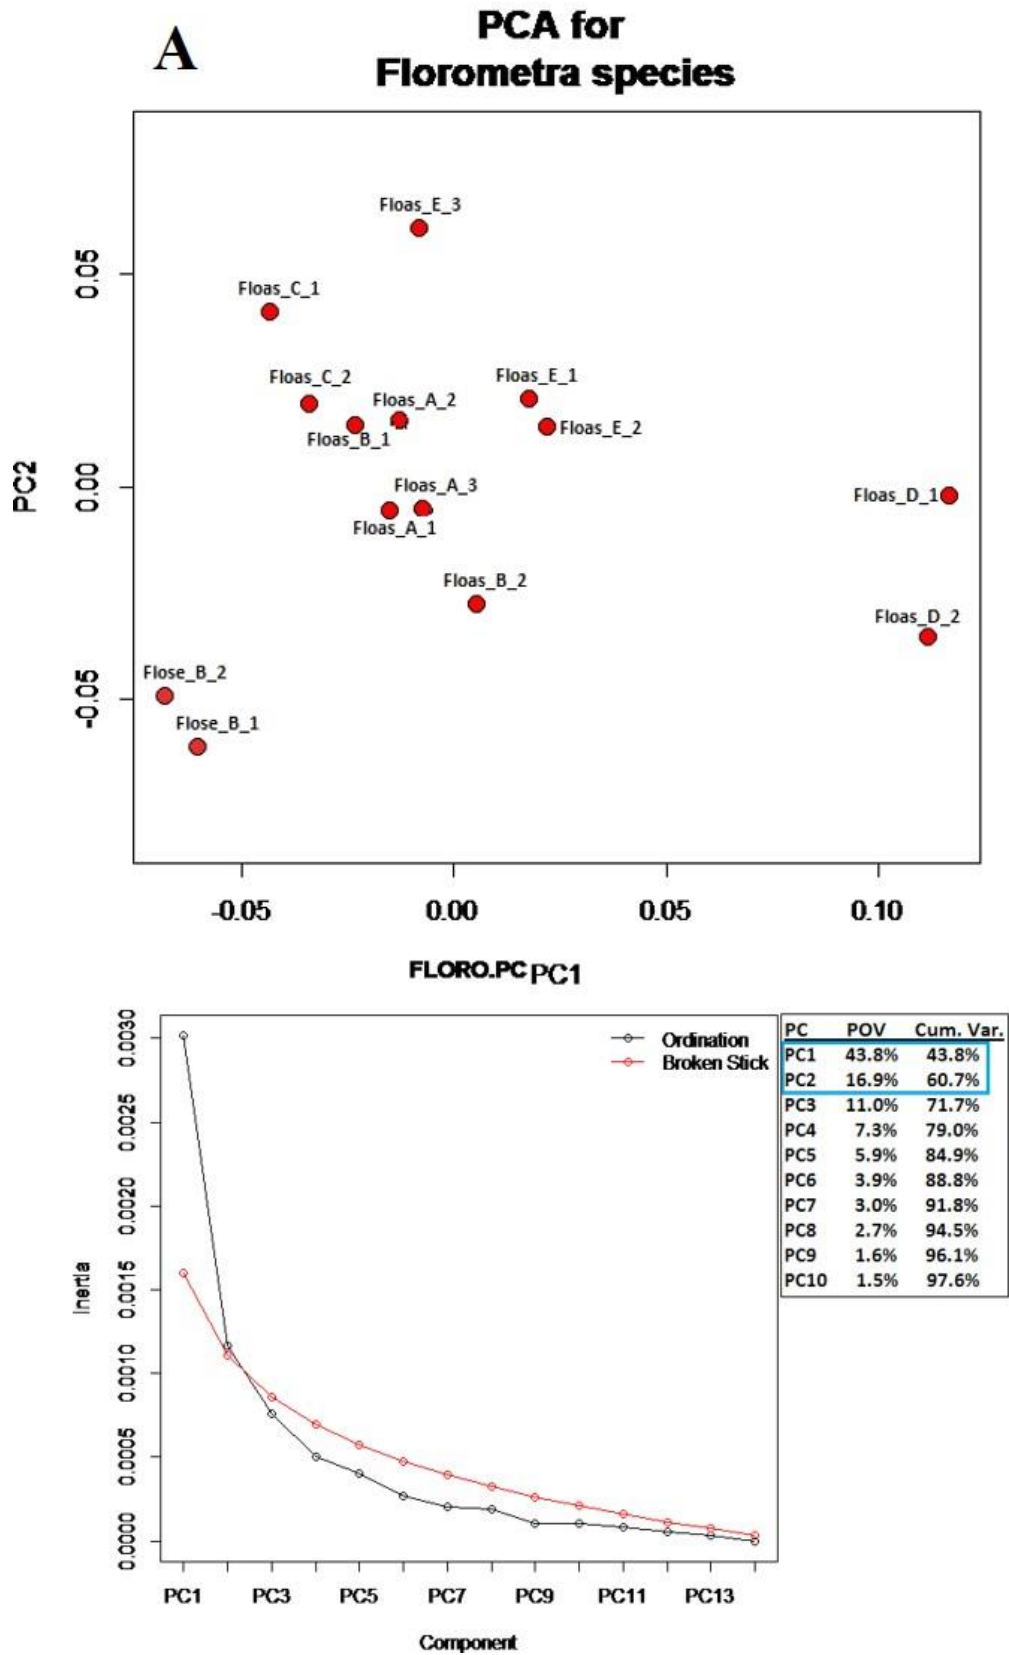 A
PCA for
Florometra species
Floas_E_3
Floas_C_1
Floas_C_2
Floas_A_2
Floas_B_1
Floas_E_1
Floas_E_2
Floas_A_3
Floas_A_1
Floas_D_1
Floas_B_2
Floas_D_2
Flose_B_2
Flose_B_1
PC2
0.05
0.00
-0.05
-0.05 0.00 0.05 0.10
FLORO.PC PC1
Ordination
Broken Stick
Inertia
0.0030
0.0025
0.0020
0.0015
0.0010
0.0005
0.0000
PC1 PC3 PC5 PC7 PC9 PC11 PC13
Component
PC POV Cum. Var.
PC1 43.8% 43.8%
PC2 16.9% 60.7%
PC3 11.0% 71.7%
PC4 7.3% 79.0%
PC5 5.9% 84.9%
PC6 3.9% 88.8%
PC7 3.0% 91.8%
PC8 2.7% 94.5%
PC9 1.6% 96.1%
PC10 1.5% 97.6%